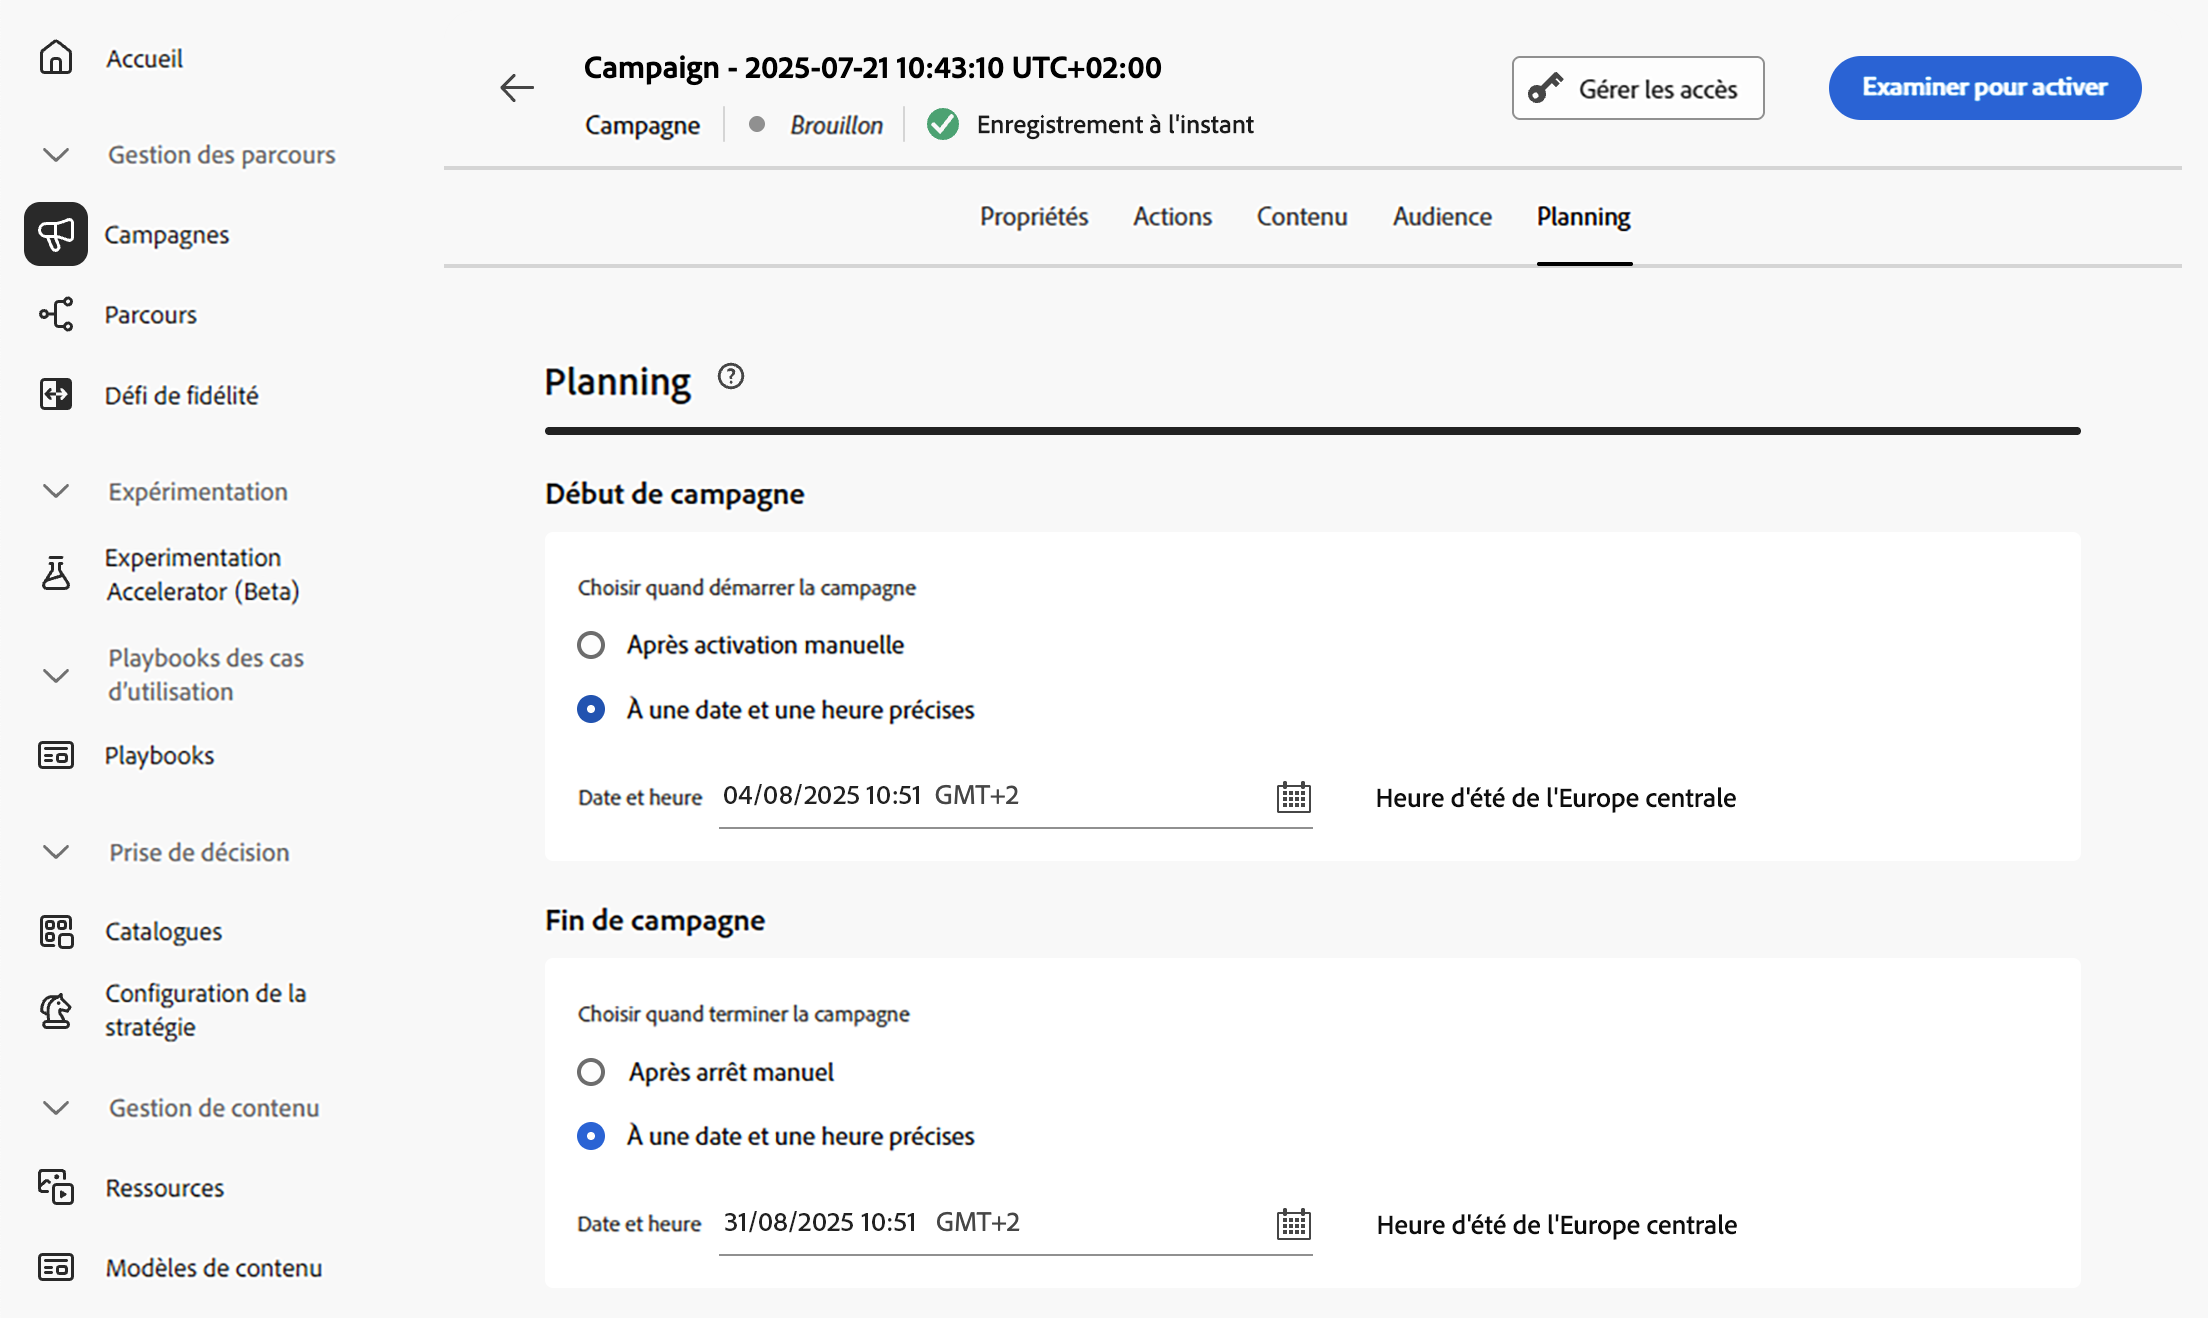 Accueil
Gestion des parcours
Campagnes
Parcours
Défi de fidélité
Expérimentation
Experimentation
Accelerator (Beta)
Playbooks des cas
d'utilisation
Playbooks
Prise de décision
Catalogues
Configuration de la
stratégie
Gestion de contenu
Ressources
Modèles de contenu
Campaign - 2025-07-21 10:43:10 UTC+02:00
Campagne Brouillon Enregistrement à l'instant
Gérer les accès
Examiner pour activer
Propriétés Actions Contenu Audience Planning
Planning
Début de campagne
Choisir quand démarrer la campagne
Après activation manuelle
À une date et une heure précises
Date et heure 04/08/2025 10:51 GMT+2 Heure d'été de l'Europe centrale
Fin de campagne
Choisir quand terminer la campagne
Après arrêt manuel
À une date et une heure précises
Date et heure 31/08/2025 10:51 GMT+2 Heure d'été de l'Europe centrale